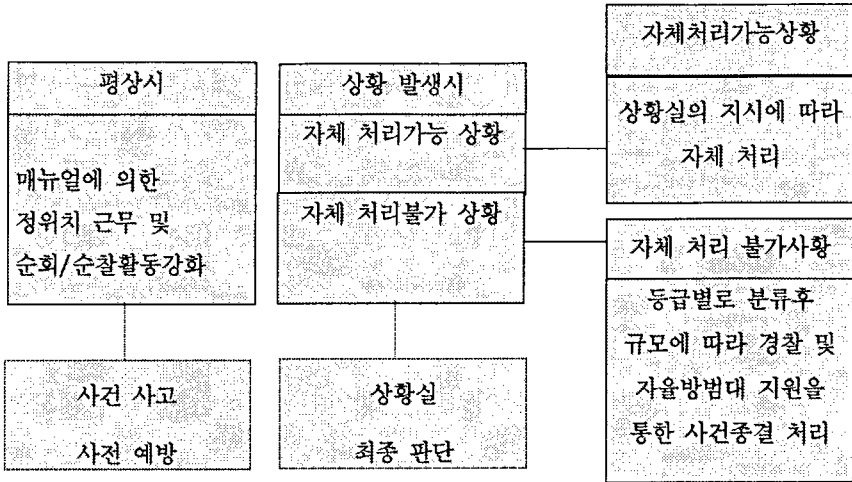 평상시
매뉴얼에 의한
정위치 근무 및
순회/순찰활동강화
사건 사고
사전 예방
상황 발생시
자체 처리가능 상황
자체 처리불가 상황
상황실
최종 판단
자체처리가능상황
상황실의 지시에 따라
자체 처리
자체 처리 불가사황
등급별로 분류후
규모에 따라 경찰 및
자율방범대 지원을
통한 사건종결 처리